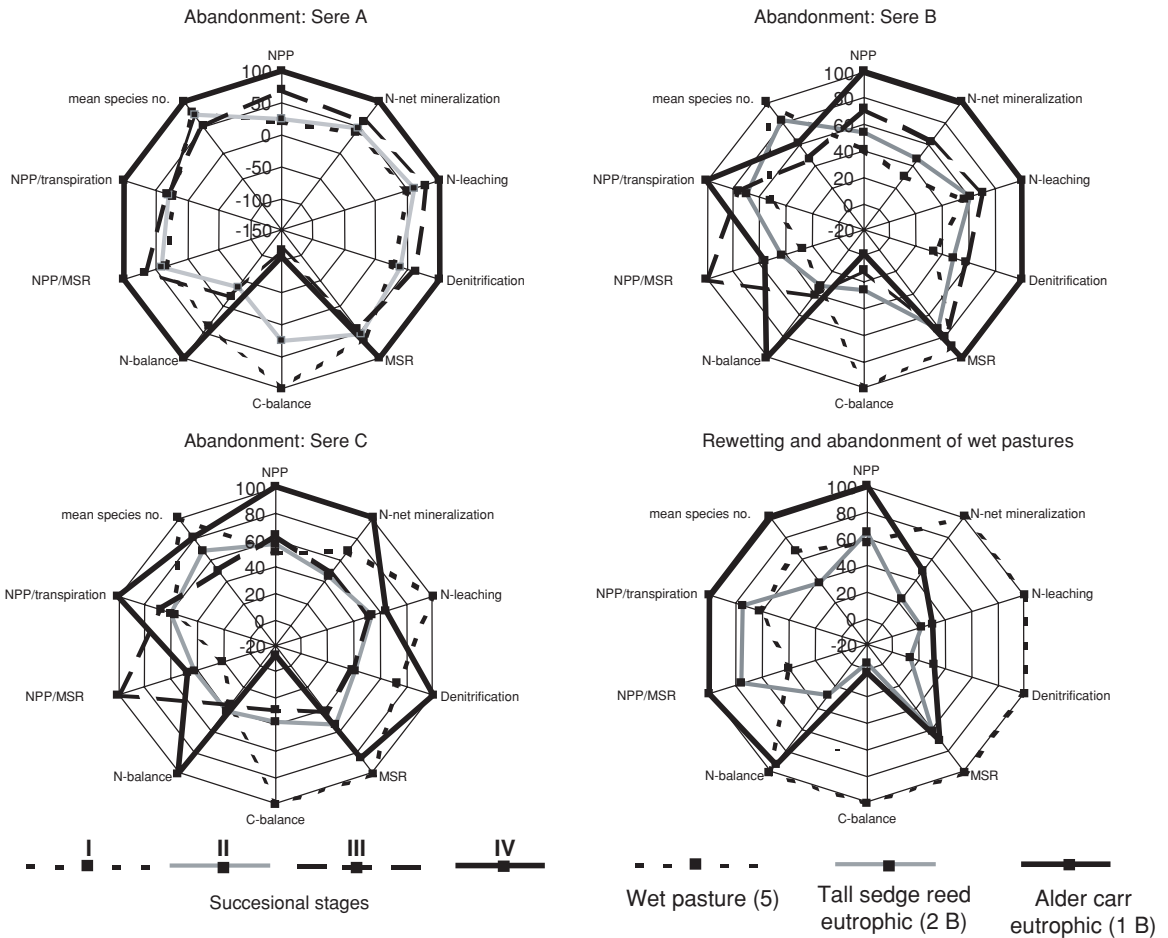 Abandonment: Sere A
NPP
100
50
0
-50
-100
-150
N-net mineralization
N-leaching
Denitrification
MSR
C-balance
N-balance
NPP/MSR
NPP/transpiration
mean species no.
Abandonment: Sere B
NPP
100
80
60
40
20
0
-20
N-net mineralization
N-leaching
Denitrification
MSR
C-balance
N-balance
NPP/MSR
NPP/transpiration
mean species no.
Abandonment: Sere C
NPP
100
80
60
40
20
0
-20
N-net mineralization
N-leaching
Denitrification
MSR
C-balance
N-balance
NPP/MSR
NPP/transpiration
mean species no.
Rewetting and abandonment of wet pastures
NPP
100
80
60
40
20
0
-20
N-net mineralization
N-leaching
Denitrification
MSR
C-balance
N-balance
NPP/MSR
NPP/transpiration
mean species no.
I II III IV
Succesional stages
Wet pasture (5)
Tall sedge reed
eutrophic (2 B)
Alder carr
eutrophic (1 B)